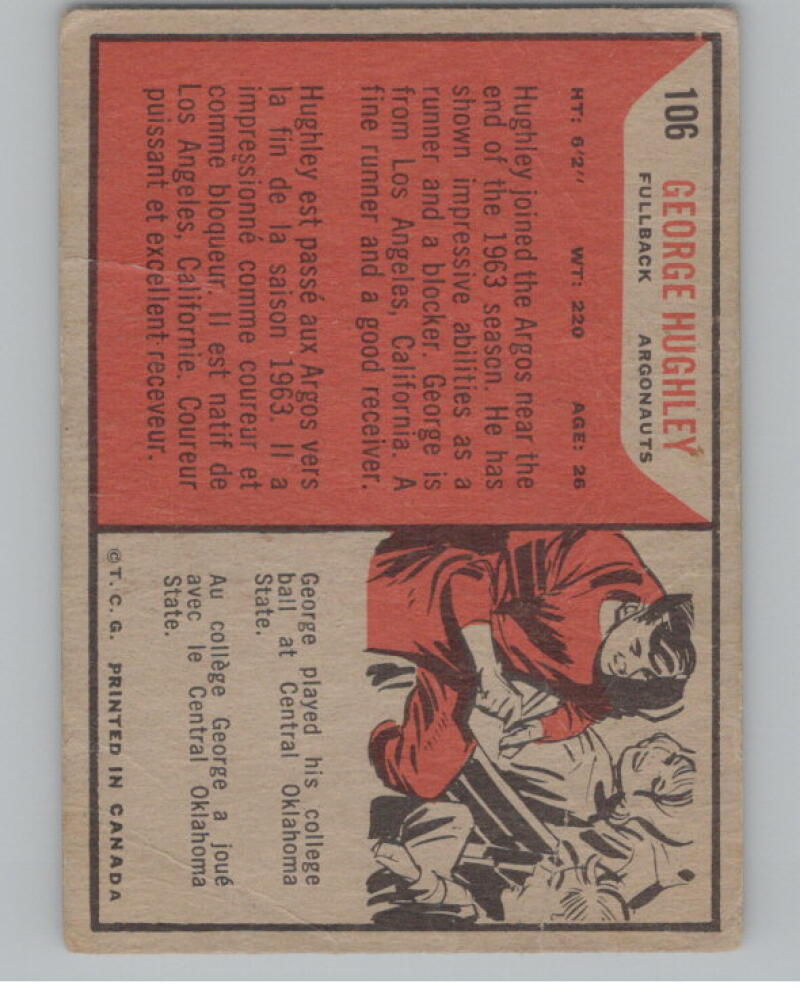 106 GEORGE HUGHLEY
FULLBACK ARGONAUTS
HT: 6'2" WT: 220 AGE: 26
Hughley joined the Argos near the
end of the 1963 season. He has
shown impressive abilities as a
runner and a blocker. George is
from Los Angeles, California. A
fine runner and a good receiver.
Hughley est passé aux Argos vers
la fin de la saison 1963. Il a
impressionné comme coureur et
comme bloqueur. Il est natif de
Los Angeles, Californie. Coureur
puissant et excellent receveur.
George played his college
ball at Central Oklahoma
State.
Au collège George a joué
avec le Central Oklahoma
State.
©T.C.G. PRINTED IN CANADA